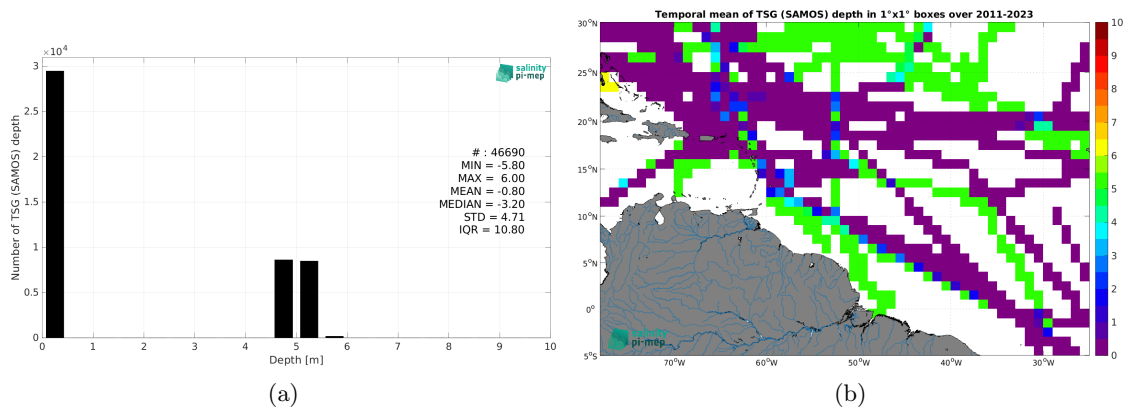 ×10⁴
3
2.5
2
1.5
1
0.5
0
Number of TSG (SAMOS) depth
salinity
pi-mep
# : 46690
MIN = -5.80
MAX = 6.00
MEAN = -0.80
MEDIAN = -3.20
STD = 4.71
IQR = 10.80
0 1 2 3 4 5 6 7 8 9 10
Depth [m]
(a)
Temporal mean of TSG (SAMOS) depth in 1°x1° boxes over 2011-2023
30°N
25°N
20°N
15°N
10°N
5°N
0°
5°S
70°W 60°W 50°W 40°W 30°W
salinity
pi-mep
10
9
8
7
6
5
4
3
2
1
0
(b)